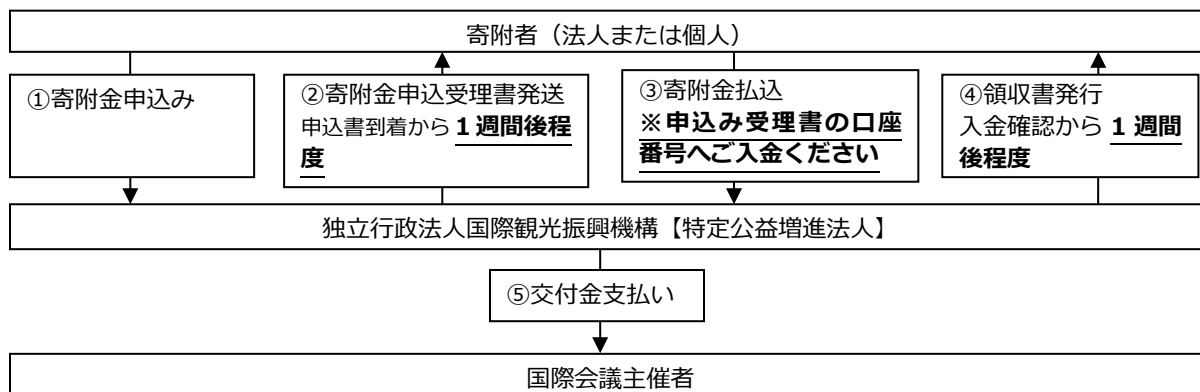 寄附者（法人または個人）
①寄附金申込み
②寄附金申込受理書発送
申込書到着から 1 週間後程
度
③寄附金払込
※申込み受理書の口座
番号へご入金ください
④領収書発行
入金確認から 1 週間
後程度
独立行政法人国際観光振興機構【特定公益増進法人】
⑤交付金支払い
国際会議主催者